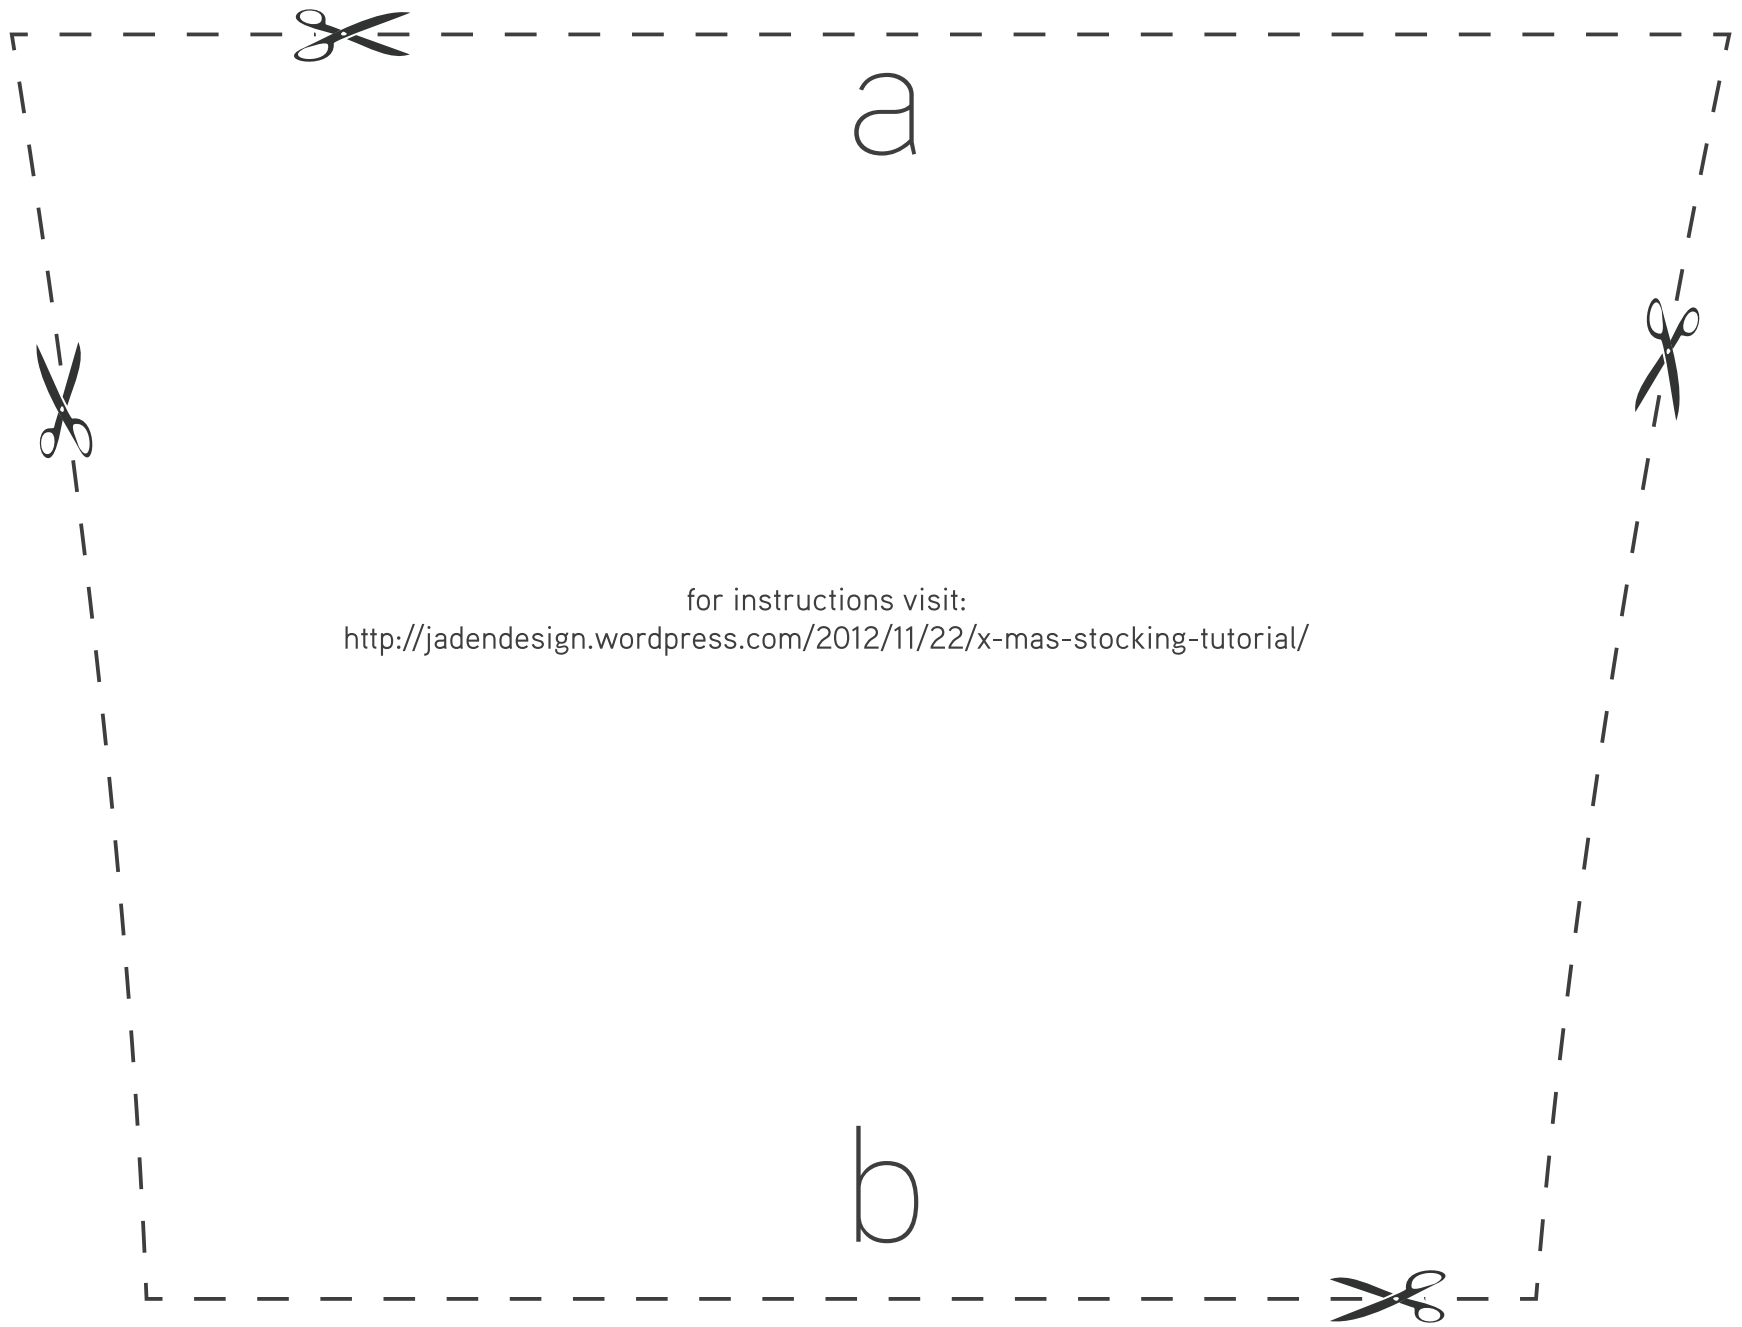 a
for instructions visit:
http://jadendesign.wordpress.com/2012/11/22/x-mas-stocking-tutorial/
b